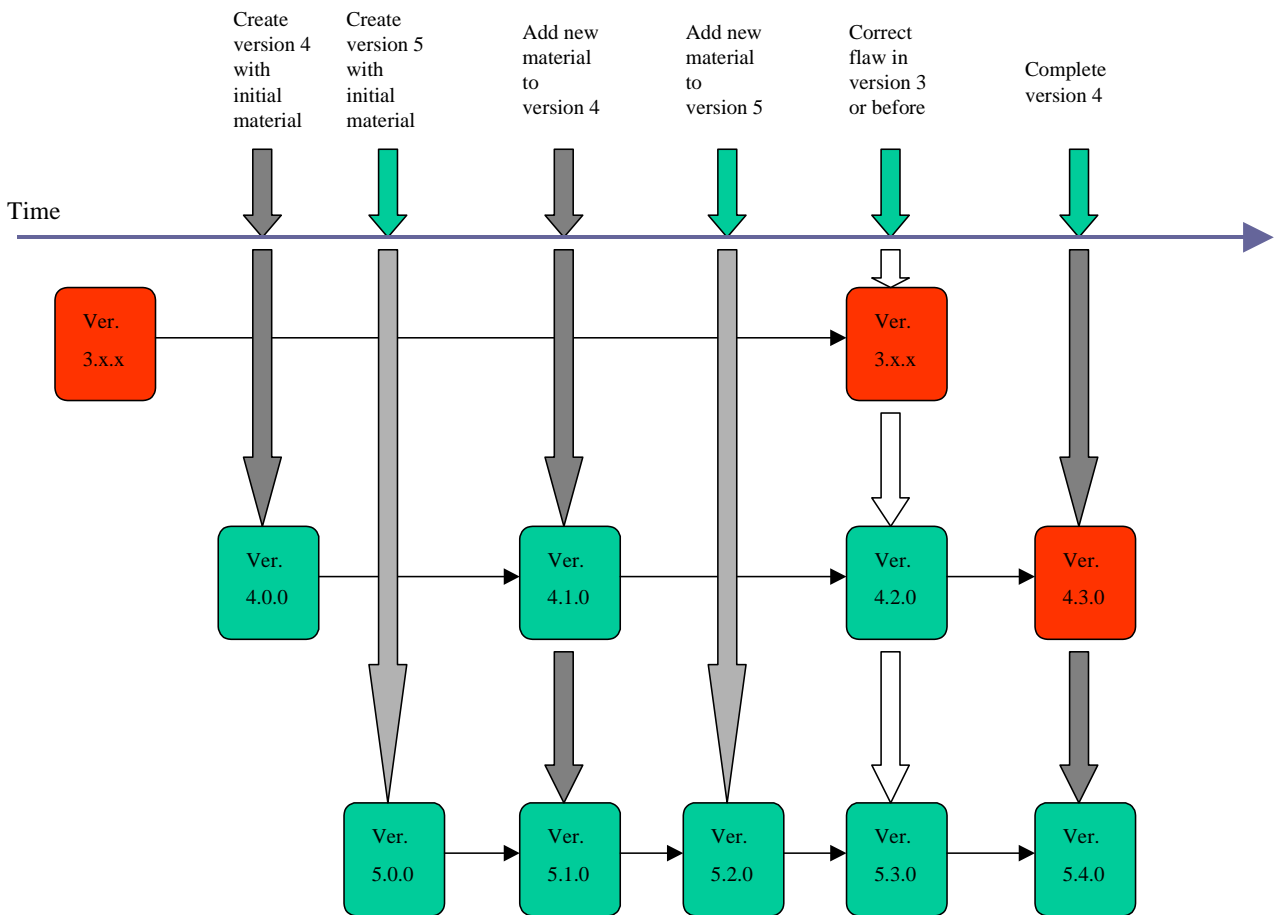 Create
version 4
with
initial
material
Create
version 5
with
initial
material
Add new
material
to
version 4
Add new
material
to
version 5
Correct
flaw in
version 3
or before
Complete
version 4
Time
Ver.
3.x.x
Ver.
3.x.x
Ver.
4.0.0
Ver.
4.1.0
Ver.
4.2.0
Ver.
4.3.0
Ver.
5.0.0
Ver.
5.1.0
Ver.
5.2.0
Ver.
5.3.0
Ver.
5.4.0